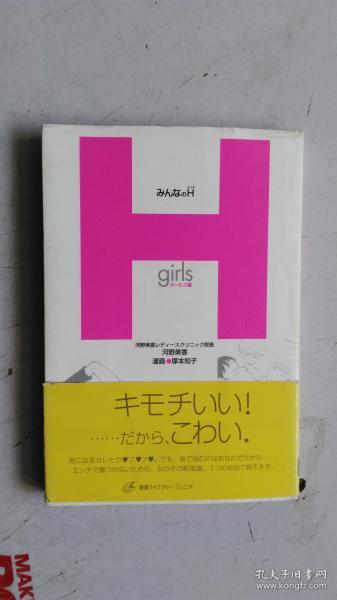 みんなのH
H
girls
ガールズ編
河野美香レディースクリニック院長
河野美香
漫画●塚本知子
キモチいい!
……だから、こわい。
気になるカレとウ♥フ♥フ♥。でも、後で悩むのはあなただけかも──。
エッチで傷つかないための、女の子の新常識。7つのお話で教えます。
健康ライブラリー ジュニア
MAK
孔夫子旧书网